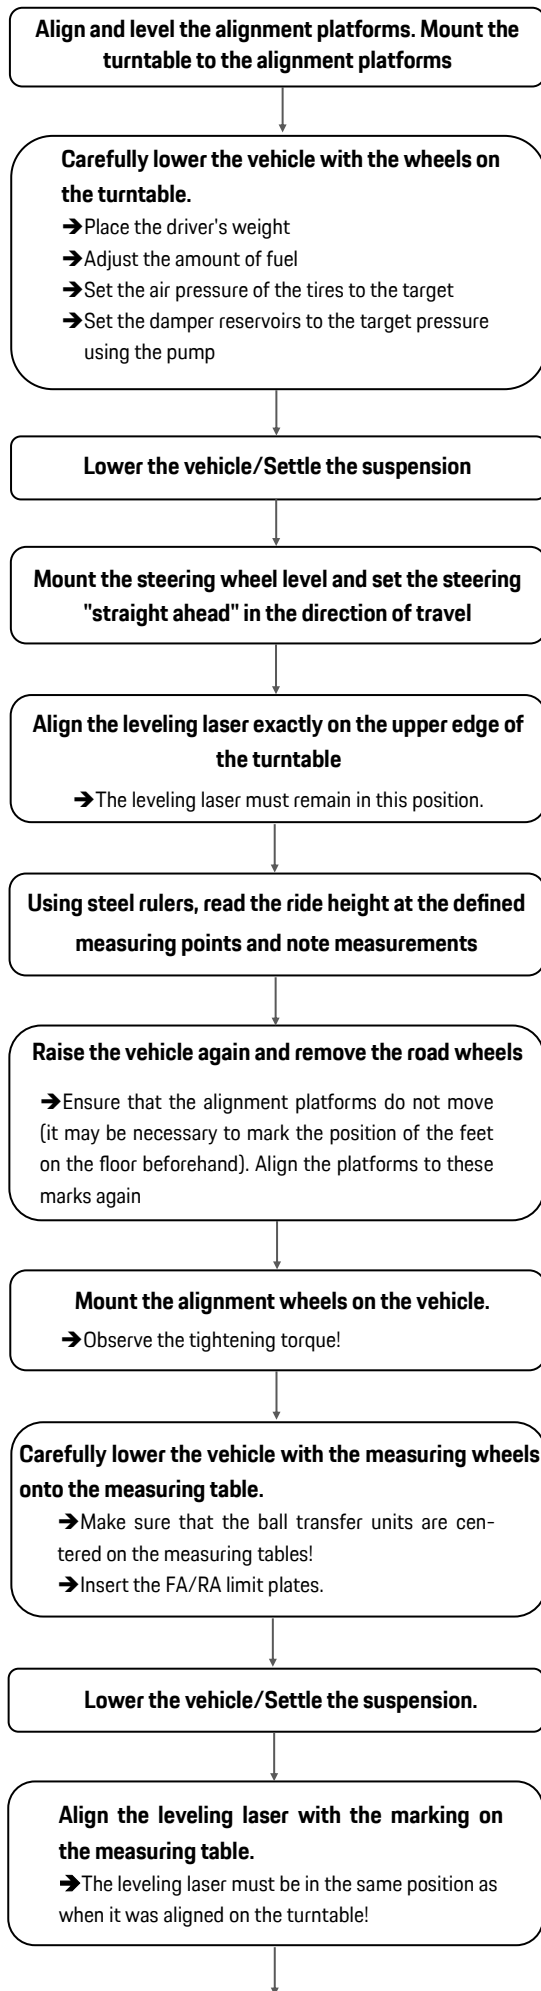 Align and level the alignment platforms. Mount the
turntable to the alignment platforms
Carefully lower the vehicle with the wheels on
the turntable.
➔Place the driver's weight
➔Adjust the amount of fuel
➔Set the air pressure of the tires to the target
➔Set the damper reservoirs to the target pressure
using the pump
Lower the vehicle/Settle the suspension
Mount the steering wheel level and set the steering
"straight ahead" in the direction of travel
Align the leveling laser exactly on the upper edge of
the turntable
➔The leveling laser must remain in this position.
Using steel rulers, read the ride height at the defined
measuring points and note measurements
Raise the vehicle again and remove the road wheels
➔Ensure that the alignment platforms do not move
(it may be necessary to mark the position of the feet
on the floor beforehand). Align the platforms to these
marks again
Mount the alignment wheels on the vehicle.
➔Observe the tightening torque!
Carefully lower the vehicle with the measuring wheels
onto the measuring table.
➔Make sure that the ball transfer units are cen-
tered on the measuring tables!
➔Insert the FA/RA limit plates.
Lower the vehicle/Settle the suspension.
Align the leveling laser with the marking on
the measuring table.
➔The leveling laser must be in the same position as
when it was aligned on the turntable!